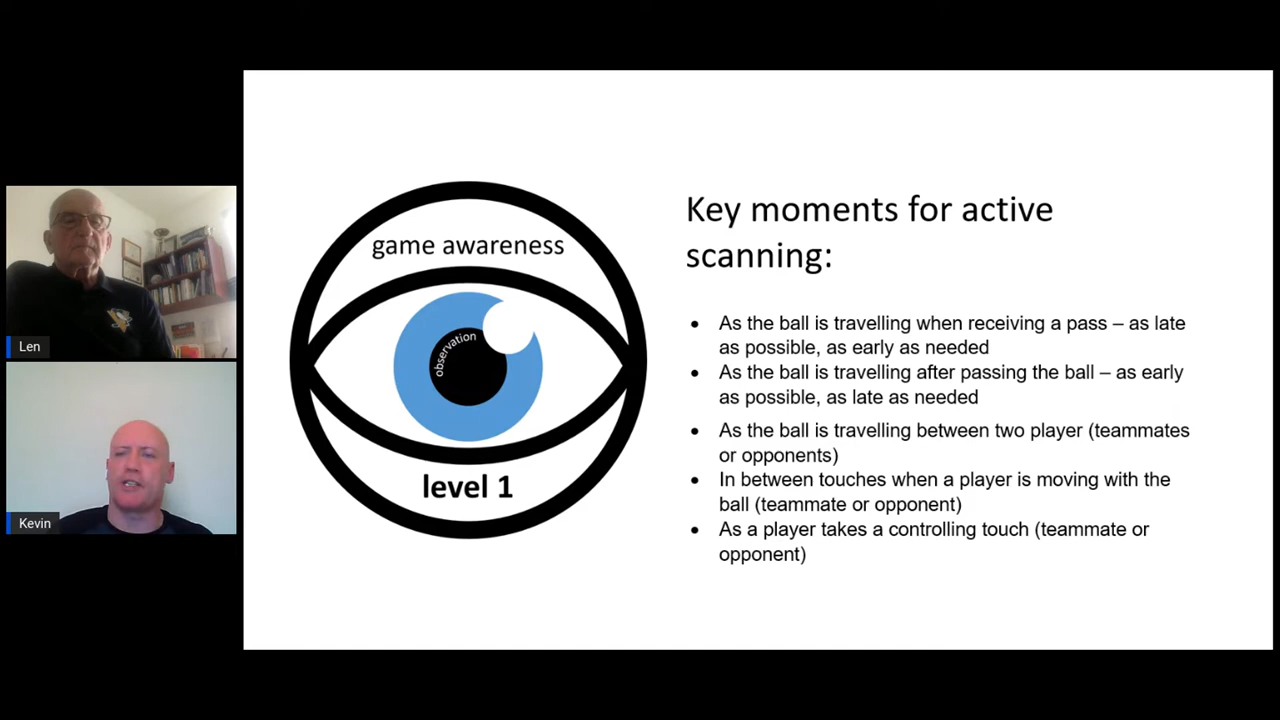 Len
Kevin
game awareness
observation
level 1
Key moments for active
scanning:
• As the ball is travelling when receiving a pass – as late
as possible, as early as needed
• As the ball is travelling after passing the ball – as early
as possible, as late as needed
• As the ball is travelling between two player (teammates
or opponents)
• In between touches when a player is moving with the
ball (teammate or opponent)
• As a player takes a controlling touch (teammate or
opponent)